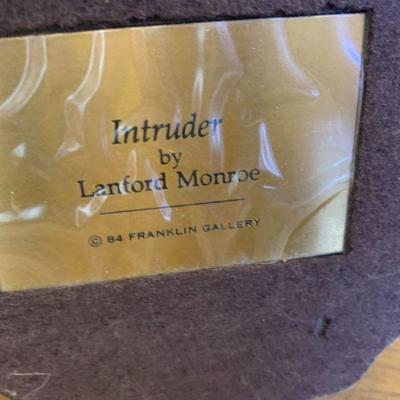 Intruder
by
Lanford Monroe
© 84 FRANKLIN GALLERY